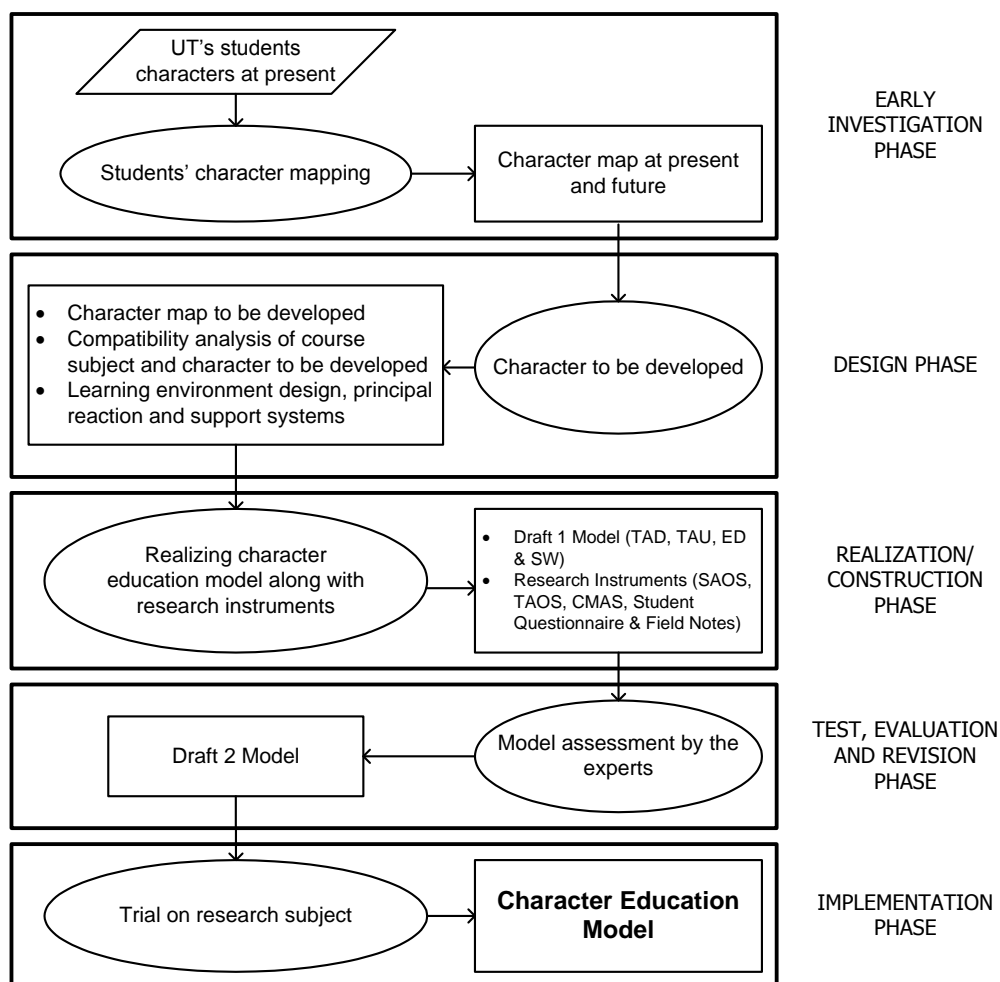 UT's students
characters at present
Students' character mapping
Character map at present
and future
EARLY
INVESTIGATION
PHASE
• Character map to be developed
• Compatibility analysis of course
subject and character to be developed
• Learning environment design, principal
reaction and support systems
Character to be developed
DESIGN PHASE
Realizing character
education model along with
research instruments
• Draft 1 Model (TAD, TAU, ED
& SW)
• Research Instruments (SAOS,
TAOS, CMAS, Student
Questionnaire & Field Notes)
REALIZATION/
CONSTRUCTION
PHASE
Draft 2 Model
Model assessment by the
experts
TEST, EVALUATION
AND REVISION
PHASE
Trial on research subject
Character Education
Model
IMPLEMENTATION
PHASE